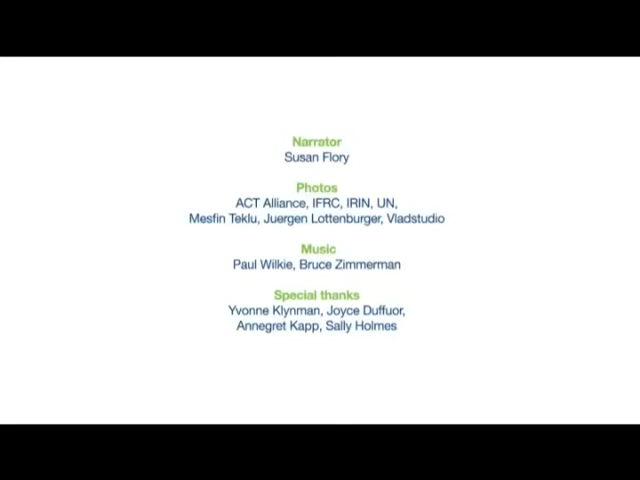 Narrator
Susan Flory
Photos
ACT Alliance, IFRC, IRIN, UN,
Mesfin Teklu, Juergen Lottenburger, Vladstudio
Music
Paul Wilkie, Bruce Zimmerman
Special thanks
Yvonne Klynman, Joyce Duffuor,
Annegret Kapp, Sally Holmes